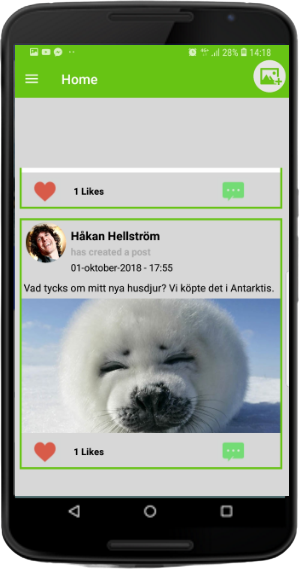 28% 14:18
Home
1 Likes
Håkan Hellström
has created a post
01-oktober-2018 - 17:55
Vad tycks om mitt nya husdjur? Vi köpte det i Antarktis.
1 Likes